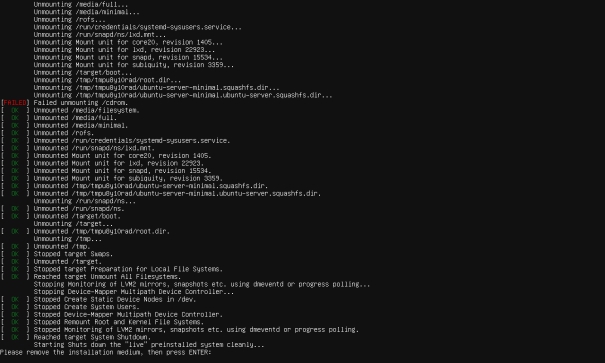 Unmounting /media/full...
Unmounting /media/minimal...
Unmounting /rofs...
Unmounting /run/credentials/systemd-sysusers.service...
Unmounting /run/snapd/ns/lxd.mnt...
Unmounting Mount unit for core20, revision 1405...
Unmounting Mount unit for lxd, revision 22923...
Unmounting Mount unit for snapd, revision 15534...
Unmounting Mount unit for subiquity, revision 3359...
Unmounting /target/boot...
Unmounting /tmp/tmpu8y10rad/root.dir...
Unmounting /tmp/tmpu8y10rad/ubuntu-server-minimal.squashfs.dir...
Unmounting /tmp/tmpu8y10rad/ubuntu-server-minimal.ubuntu-server.squashfs.dir...
[FAILED] Failed unmounting /cdrom.
[  OK  ] Unmounted /media/filesystem.
[  OK  ] Unmounted /media/full.
[  OK  ] Unmounted /media/minimal.
[  OK  ] Unmounted /rofs.
[  OK  ] Unmounted /run/credentials/systemd-sysusers.service.
[  OK  ] Unmounted /run/snapd/ns/lxd.mnt.
[  OK  ] Unmounted Mount unit for core20, revision 1405.
[  OK  ] Unmounted Mount unit for lxd, revision 22923.
[  OK  ] Unmounted Mount unit for snapd, revision 15534.
[  OK  ] Unmounted Mount unit for subiquity, revision 3359.
[  OK  ] Unmounted /tmp/tmpu8y10rad/ubuntu-server-minimal.squashfs.dir.
[  OK  ] Unmounted /tmp/tmpu8y10rad/ubuntu-server-minimal.ubuntu-server.squashfs.dir.
Unmounting /run/snapd/ns...
[  OK  ] Unmounted /run/snapd/ns.
[  OK  ] Unmounted /target/boot.
Unmounting /target...
[  OK  ] Unmounted /tmp/tmpu8y10rad/root.dir.
Unmounting /tmp...
[  OK  ] Unmounted /tmp.
[  OK  ] Stopped target Swaps.
[  OK  ] Unmounted /target.
[  OK  ] Stopped target Preparation for Local File Systems.
[  OK  ] Reached target Unmount All Filesystems.
Stopping Monitoring of LVM2 mirrors, snapshots etc. using dmeventd or progress polling...
Stopping Device-Mapper Multipath Device Controller...
[  OK  ] Stopped Create Static Device Nodes in /dev.
[  OK  ] Stopped Create System Users.
[  OK  ] Stopped Device-Mapper Multipath Device Controller.
[  OK  ] Stopped Remount Root and Kernel File Systems.
[  OK  ] Stopped Monitoring of LVM2 mirrors, snapshots etc. using dmeventd or progress polling.
[  OK  ] Reached target System Shutdown.
Starting Shuts down the "live" preinstalled system cleanly...
Please remove the installation medium, then press ENTER: